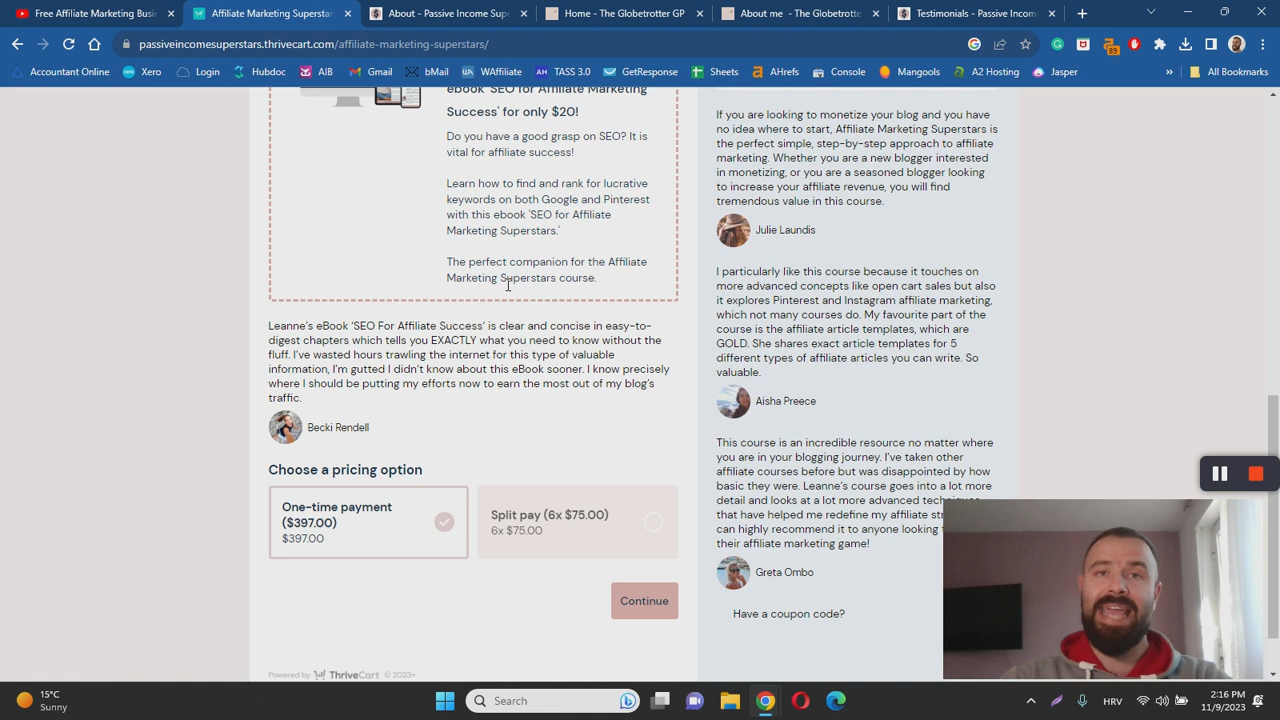 Free Affiliate Marketing Busi
Affiliate Marketing Superstar
About - Passive Income Supe
Home - The Globetrotter GP
About me - The Globetrotte
Testimonials - Passive Incom
passiveincomesuperstars.thrivecart.com/affiliate-marketing-superstars/
Accountant Online
Xero
Login
Hubdoc
AIB
Gmail
bMail
WAffiliate
TASS 3.0
GetResponse
Sheets
AHrefs
Console
Mangools
A2 Hosting
Jasper
All Bookmarks
ebook 'SEO for Affiliate Marketing
Success' for only $20!
Do you have a good grasp on SEO? It is
vital for affiliate success!
Learn how to find and rank for lucrative
keywords on both Google and Pinterest
with this ebook 'SEO for Affiliate
Marketing Superstars.'
The perfect companion for the Affiliate
Marketing Superstars course.
Leanne's eBook 'SEO For Affiliate Success' is clear and concise in easy-to-
digest chapters which tells you EXACTLY what you need to know without the
fluff. I've wasted hours trawling the internet for this type of valuable
information, I'm gutted I didn't know about this eBook sooner. I know precisely
where I should be putting my efforts now to earn the most out of my blog's
traffic.
Becki Rendell
Choose a pricing option
One-time payment
($397.00)
$397.00
Split pay (6x $75.00)
6x $75.00
Continue
Powered by ThriveCart © 2023+
If you are looking to monetize your blog and you have
no idea where to start, Affiliate Marketing Superstars is
the perfect simple, step-by-step approach to affiliate
marketing. Whether you are a new blogger interested
in monetizing, or you are a seasoned blogger looking
to increase your affiliate revenue, you will find
tremendous value in this course.
Julie Laundis
I particularly like this course because it touches on
more advanced concepts like open cart sales but also
it explores Pinterest and Instagram affiliate marketing,
which not many courses do. My favourite part of the
course is the affiliate article templates, which are
GOLD. She shares exact article templates for 5
different types of affiliate articles you can write. So
valuable.
Aisha Preece
This course is an incredible resource no matter where
you are in your blogging journey. I've taken other
affiliate courses before but was disappointed by how
basic they were. Leanne's course goes into a lot more
detail and looks at a lot more advanced techniques
that have helped me redefine my affiliate
can highly recommend it to anyone looking
their affiliate marketing game!
Greta Ombo
Have a coupon code?
15°C
Sunny
Search
HRV
2:16 PM
11/9/2023